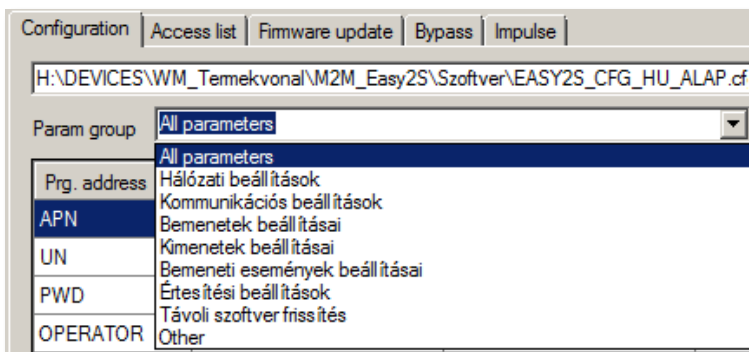 Configuration Access list Firmware update Bypass Impulse
H:\DEVICES\WM_Termekvonal\M2M_Easy2S\Szoftver\EASY2S_CFG_HU_ALAP.cf
Param group All parameters
All parameters
Prg. address Hálózati beállítások
Kommunikációs beállítások
APN Bemenetek beállításai
Kimenetek beállításai
UN Bemeneti események beállításai
PWD Értesítési beállítások
Távoli szoftver frissítés
OPERATOR Other